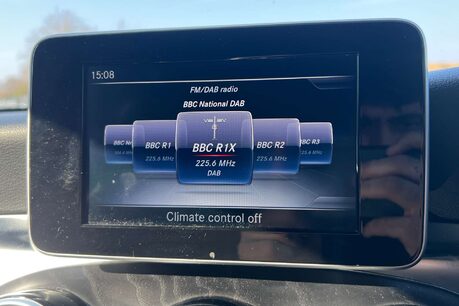 15:08
FM/DAB radio
BBC National DAB
BBC R1 BBC R1X BBC R2 BBC R3
225.6 MHz 225.6 MHz 225.6 MHz
DAB
Climate control off